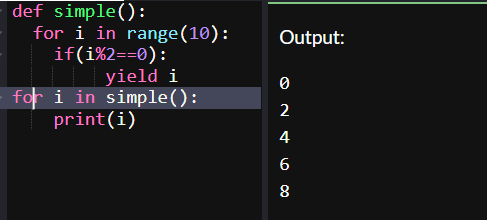 def simple():
  for i in range(10):
    if(i%2==0):
         yield i
for i in simple():
    print(i)
Output:
0
2
4
6
8